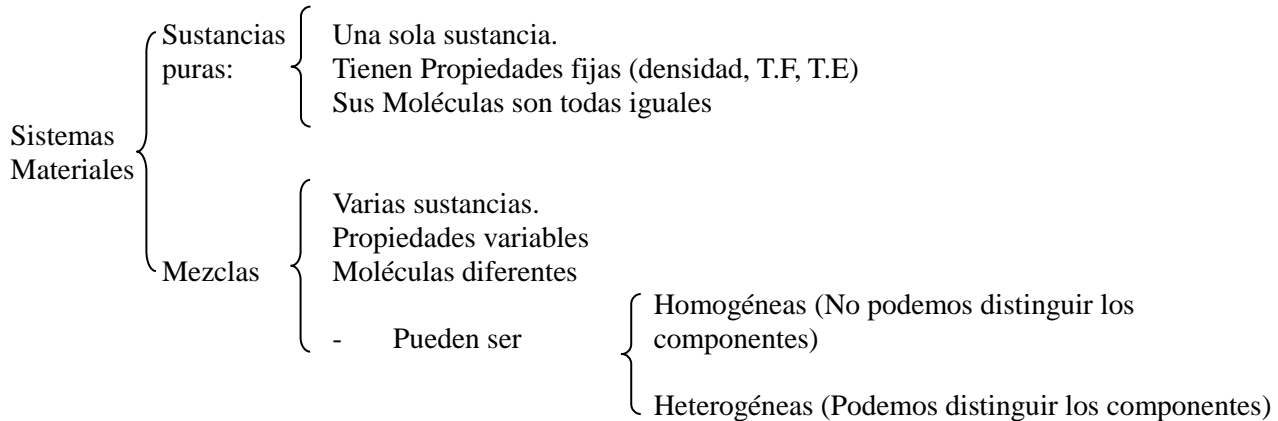 Sistemas
Materiales
Sustancias
puras:
Una sola sustancia.
Tienen Propiedades fijas (densidad, T.F, T.E)
Sus Moléculas son todas iguales
Mezclas
Varias sustancias.
Propiedades variables
Moléculas diferentes
- Pueden ser
Homogéneas (No podemos distinguir los
componentes)
Heterogéneas (Podemos distinguir los componentes)